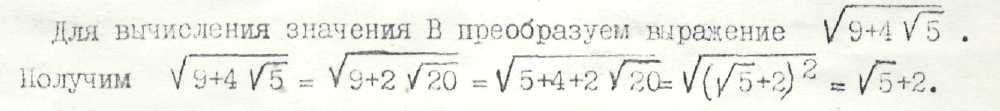 Для вычисления значения В преобразуем выражение √(9+4√5) .
Получим √(9+4√5) = √(9+2√20) = √(5+4+2√20) = √((√5+2)²) = √5+2.